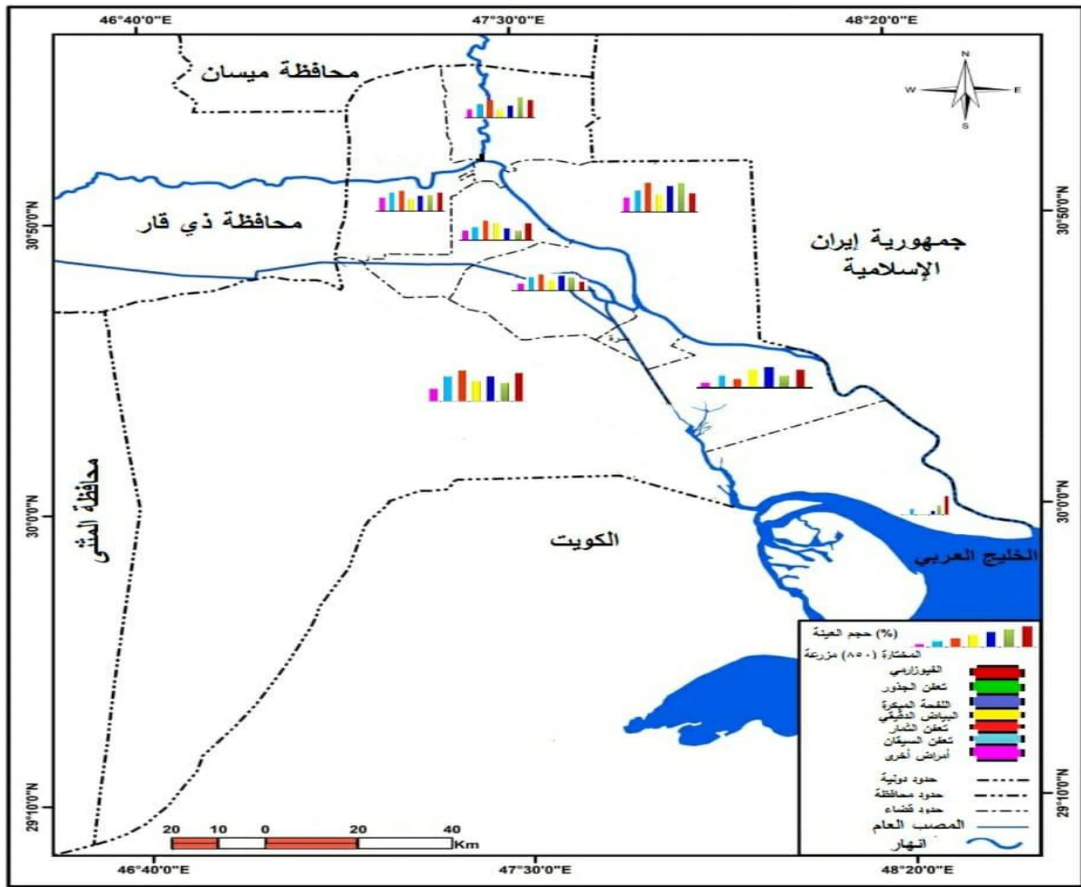 46°40'0"E
47°30'0"E
48°20'0"E
N
W
E
S
محافظة ميسان
30°50'0"N
محافظة ذي قار
30°50'0"N
جمهورية إيران
الإسلامية
محافظة المثنى
30°0'0"N
30°0'0"N
الكويت
الخليج العربي
حجم العينة (%)
المختارة (٨٥٠) مزرعة
الفيوزارمي
تعفن الجذور
اللفحة المبكرة
البياض الدقيقي
تعفن الثمار
تعفن السيقان
أمراض أخرى
حدود دولية
حدود محافظة
حدود قضاء
المصب العام
انهار
29°10'0"N
29°10'0"N
20 10 0 20 40
Km
46°40'0"E
47°30'0"E
48°20'0"E